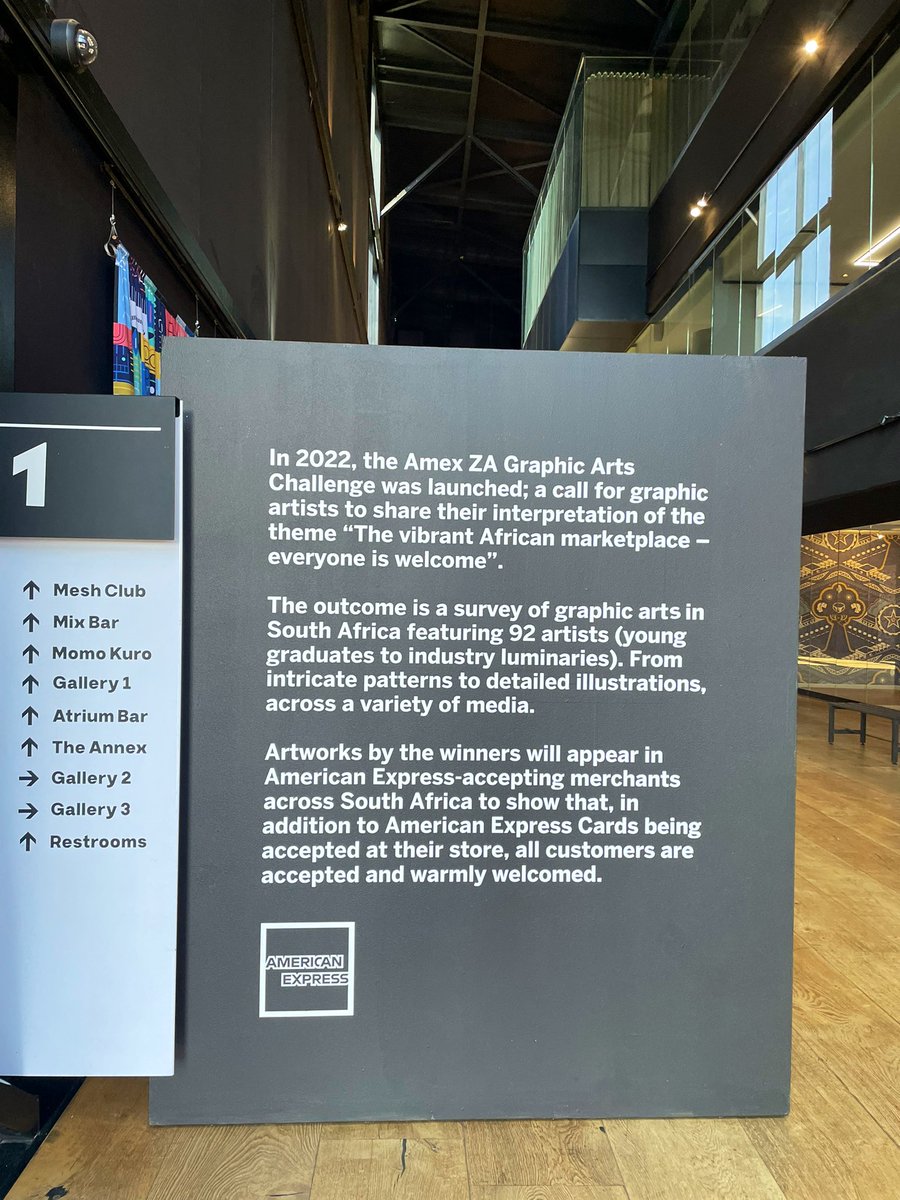 1
Mesh Club
Mix Bar
Momo Kuro
Gallery 1
Atrium Bar
The Annex
Gallery 2
Gallery 3
Restrooms
In 2022, the Amex ZA Graphic Arts
Challenge was launched; a call for graphic
artists to share their interpretation of the
theme “The vibrant African marketplace –
everyone is welcome”.
The outcome is a survey of graphic arts in
South Africa featuring 92 artists (young
graduates to industry luminaries). From
intricate patterns to detailed illustrations,
across a variety of media.
Artworks by the winners will appear in
American Express-accepting merchants
across South Africa to show that, in
addition to American Express Cards being
accepted at their store, all customers are
accepted and warmly welcomed.
AMERICAN
EXPRESS